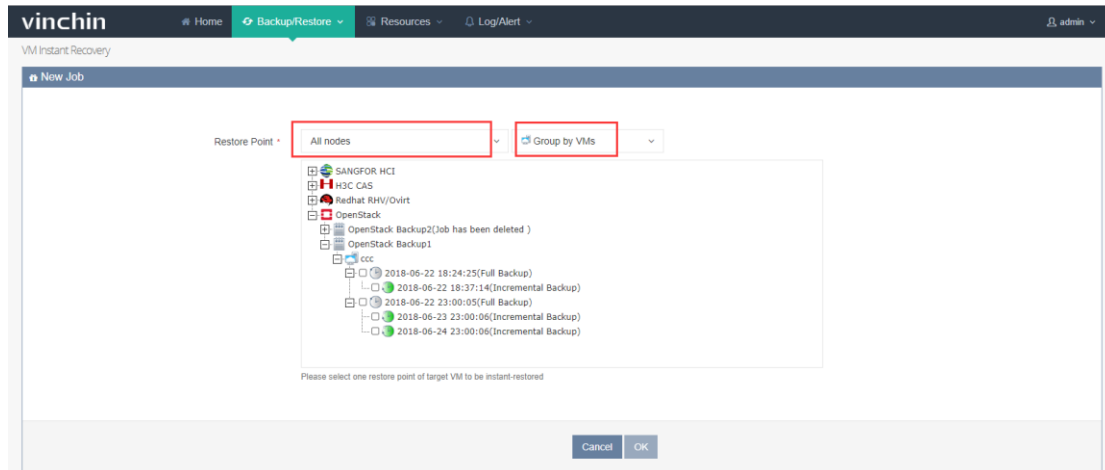 vinchin Home Backup/Restore Resources Log/Alert admin
VM Instant Recovery
New Job
Restore Point * All nodes Group by VMs
SANGFOR HCI
H3C CAS
Redhat RHV/Ovirt
OpenStack
OpenStack Backup2(Job has been deleted )
OpenStack Backup1
ccc
2018-06-22 18:24:25(Full Backup)
2018-06-22 18:37:14(Incremental Backup)
2018-06-22 23:00:05(Full Backup)
2018-06-23 23:00:06(Incremental Backup)
2018-06-24 23:00:06(Incremental Backup)
Please select one restore point of target VM to be instant-restored
Cancel OK